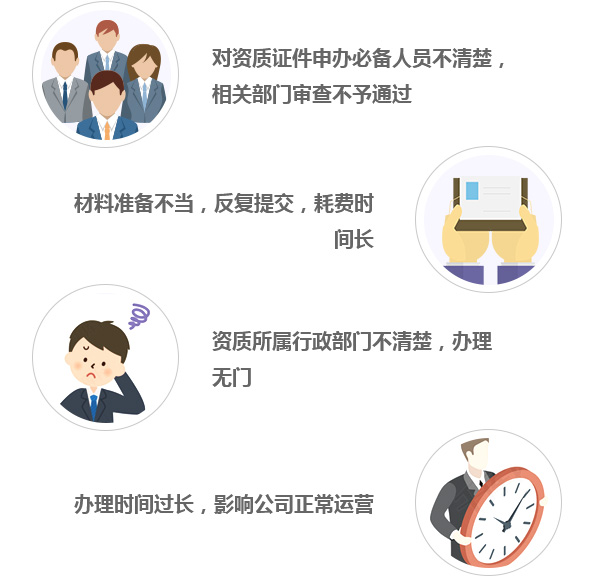 对资质证件申办必备人员不清楚，
相关部门审查不予通过
材料准备不当，反复提交，耗费时
间长
资质所属行政部门不清楚，办理
无门
办理时间过长，影响公司正常运营